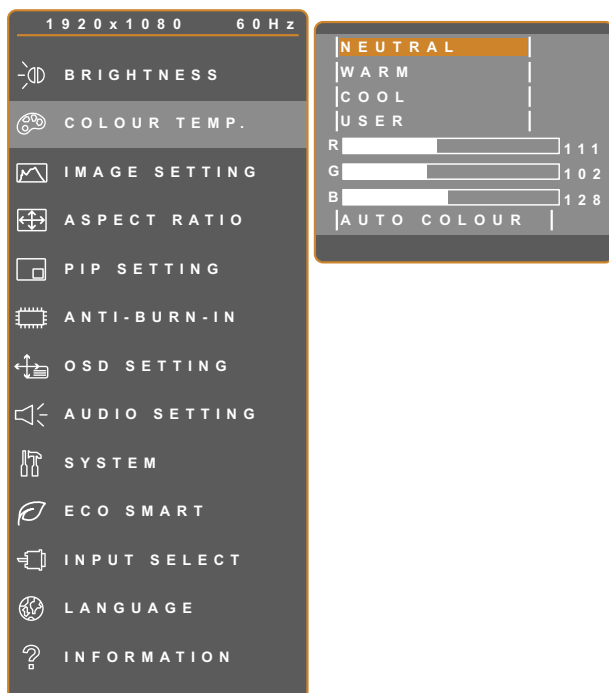 1920x1080 60Hz
BRIGHTNESS
COLOUR TEMP.
IMAGE SETTING
ASPECT RATIO
PIP SETTING
ANTI-BURN-IN
OSD SETTING
AUDIO SETTING
SYSTEM
ECO SMART
INPUT SELECT
LANGUAGE
INFORMATION
NEUTRAL
WARM
COOL
USER
R 111
G 102
B 128
AUTO COLOUR